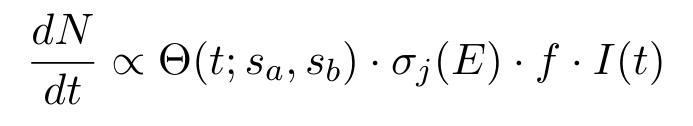 dN/dt ∝ Θ(t; s_a, s_b) · σ_j(E) · f · I(t)